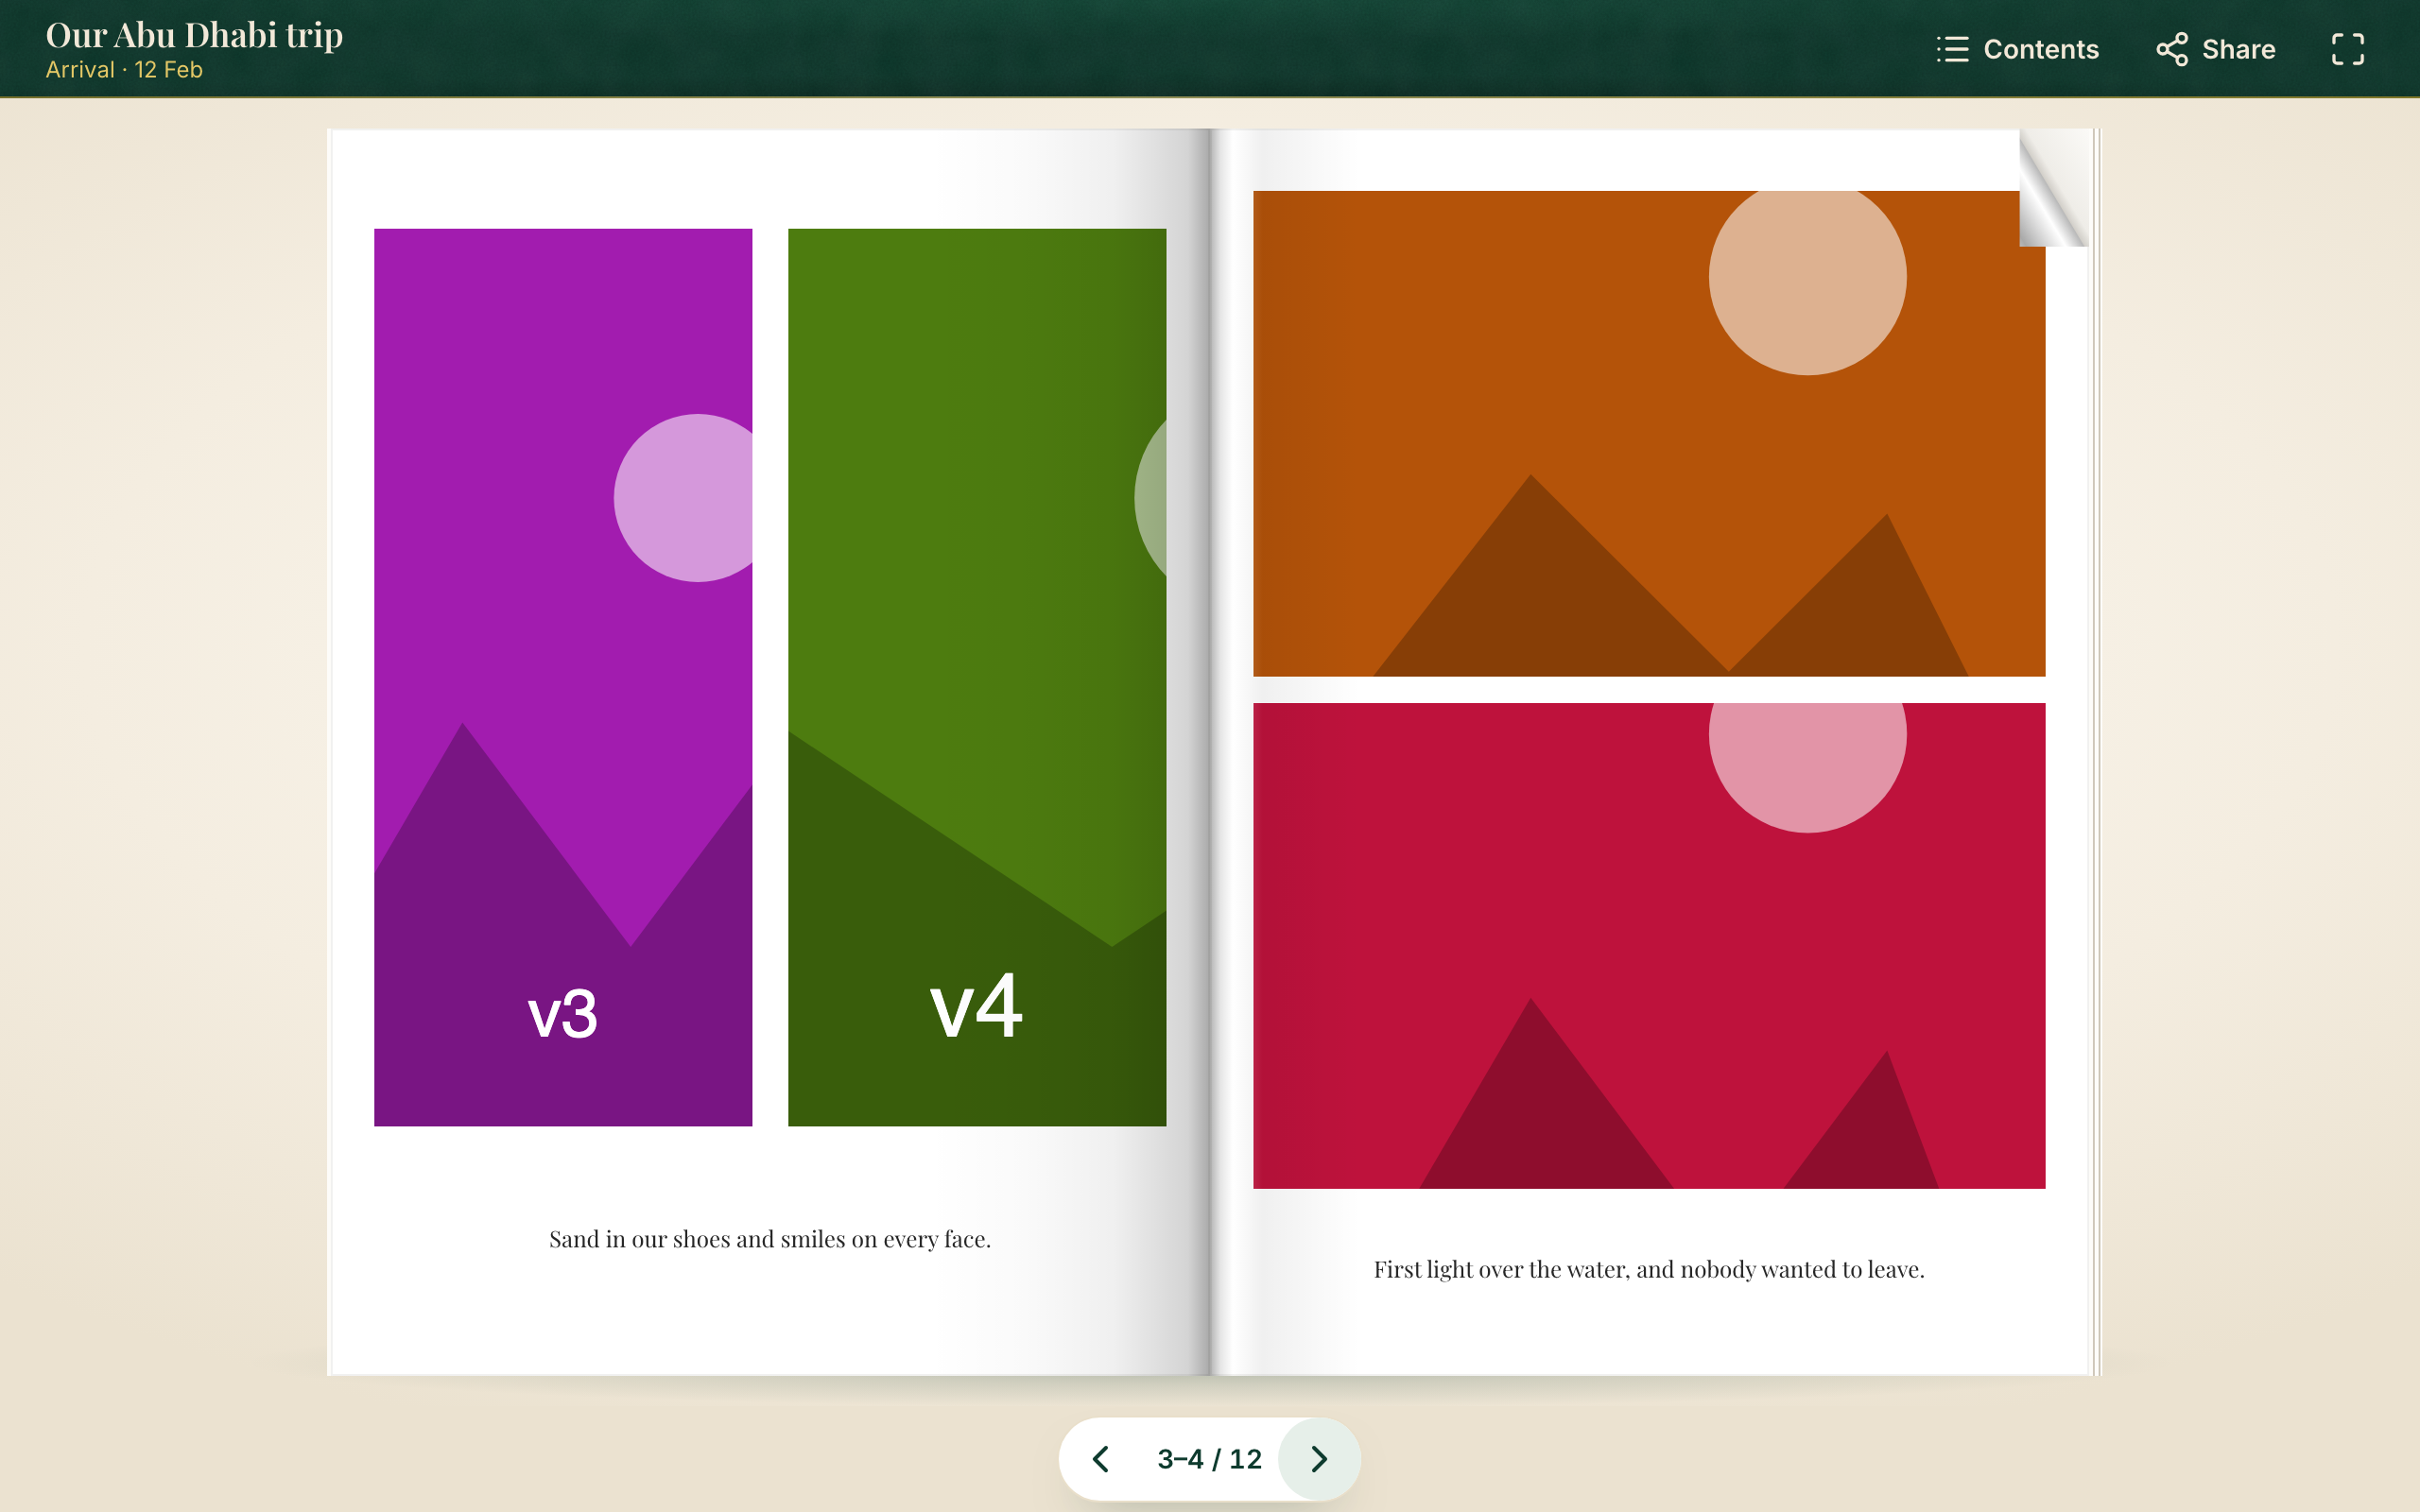 Our Abu Dhabi trip
Arrival · 12 Feb
Contents
Share
v3
v4
Sand in our shoes and smiles on every face.
First light over the water, and nobody wanted to leave.
3–4 / 12